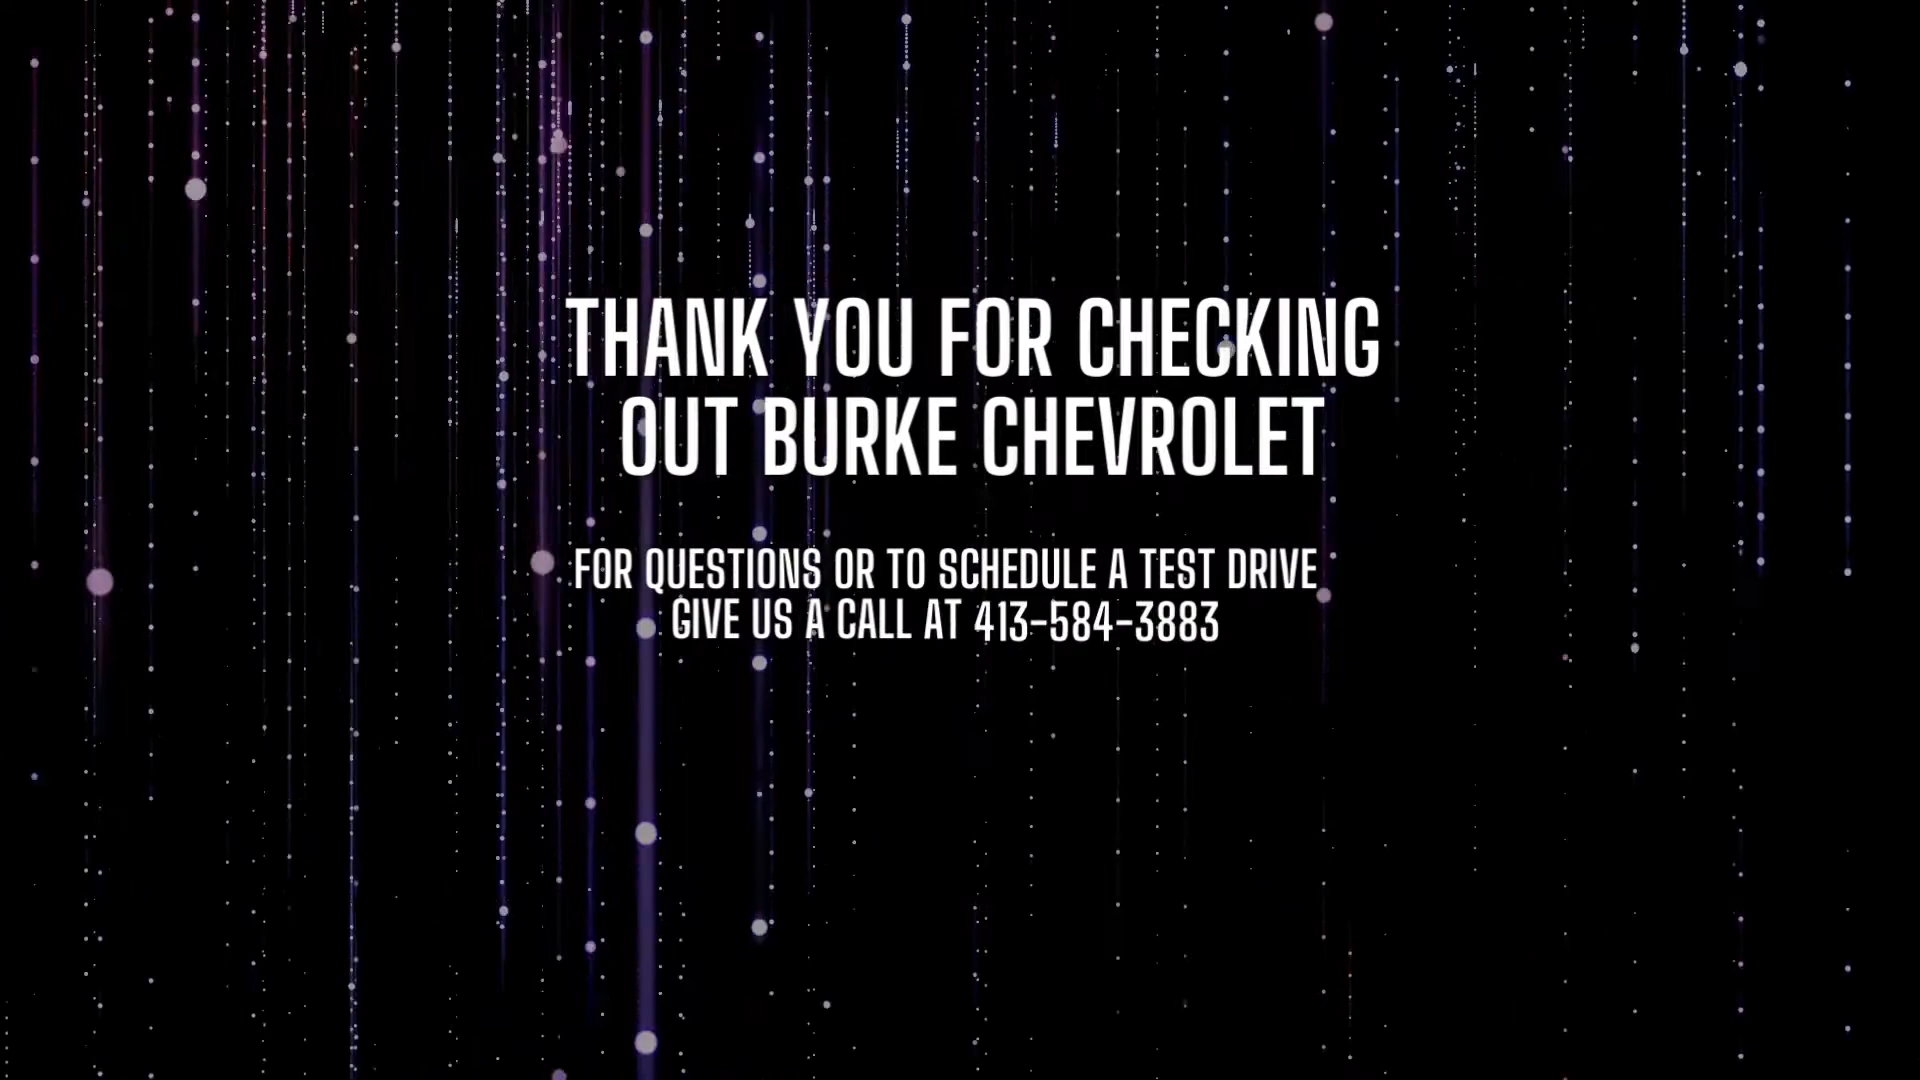 THANK YOU FOR CHECKING
OUT BURKE CHEVROLET
FOR QUESTIONS OR TO SCHEDULE A TEST DRIVE
GIVE US A CALL AT 413-584-3883